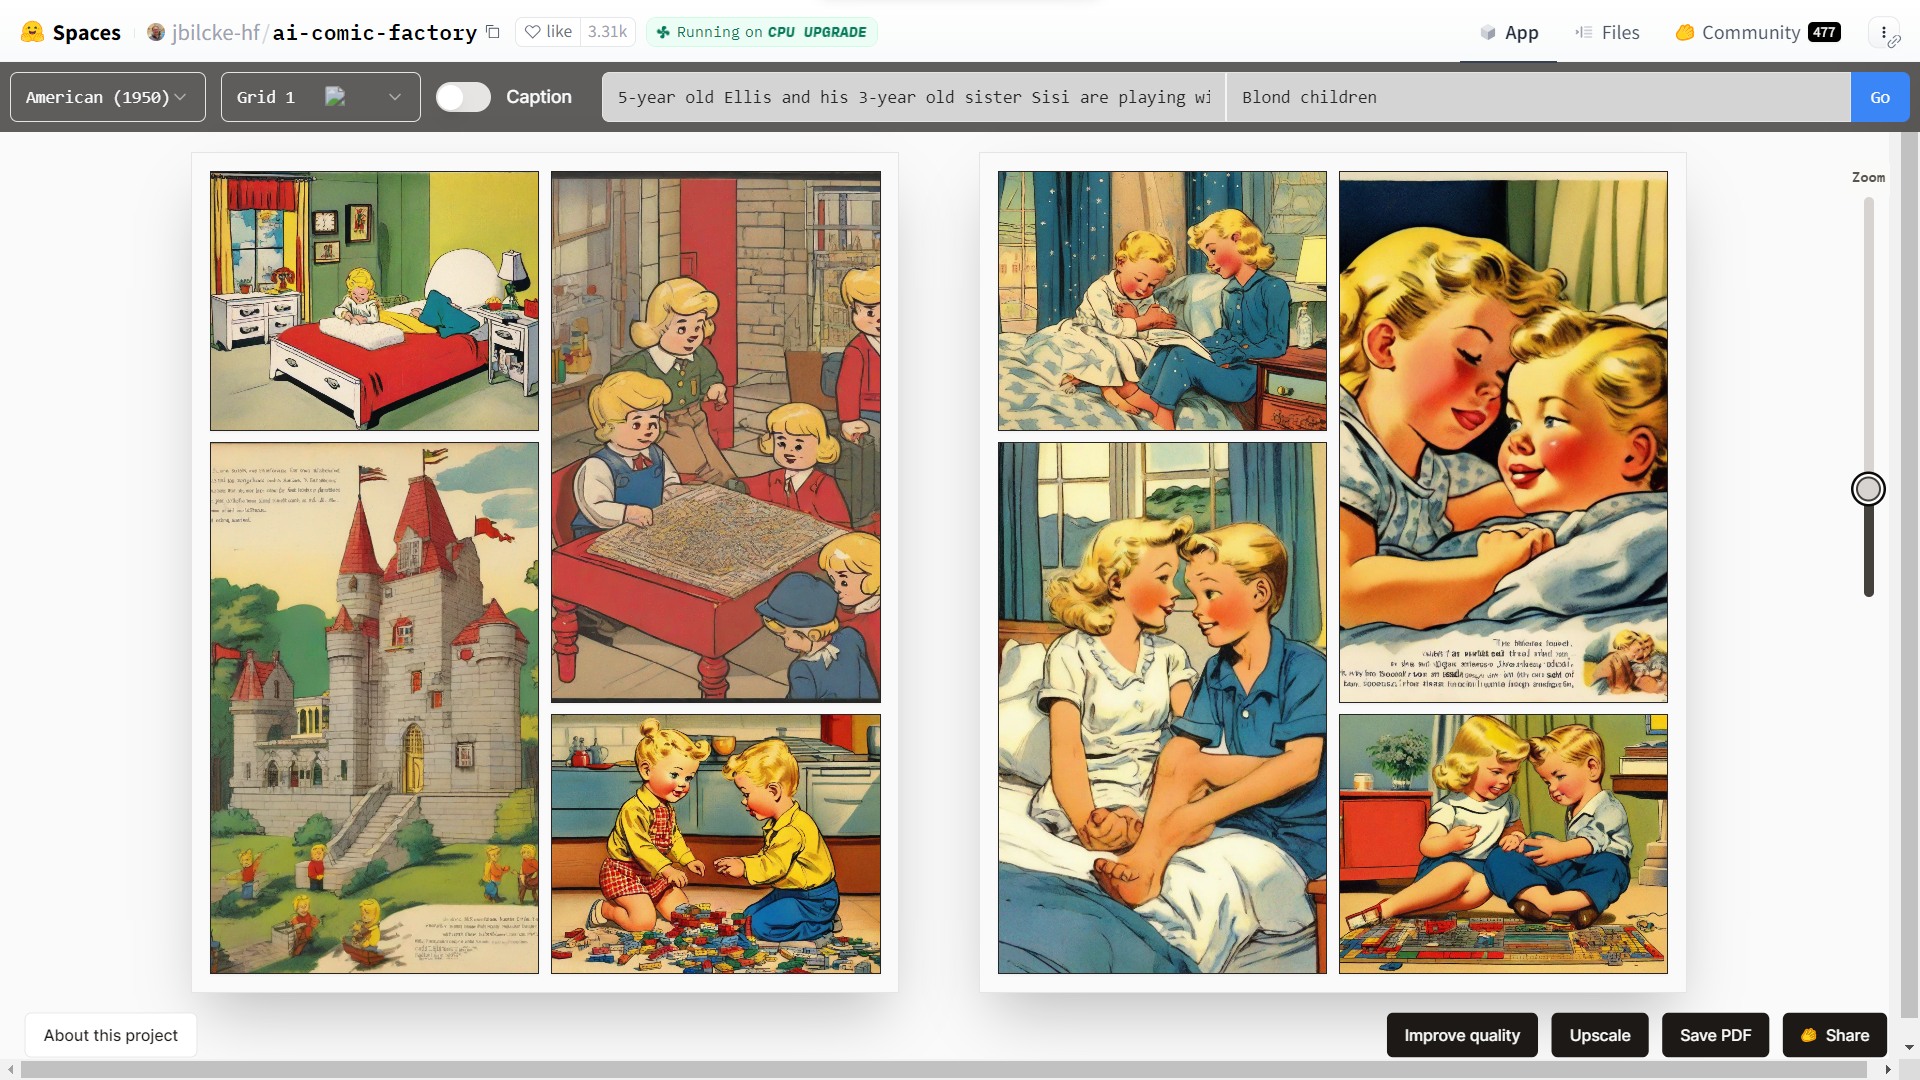 Spaces
jbilcke-hf/ai-comic-factory
like 3.31k
Running on CPU UPGRADE
App
Files
Community 477
American (1950)
Grid 1
Caption
5-year old Ellis and his 3-year old sister Sisi are playing wi
Blond children
Go
Zoom
About this project
Improve quality
Upscale
Save PDF
Share